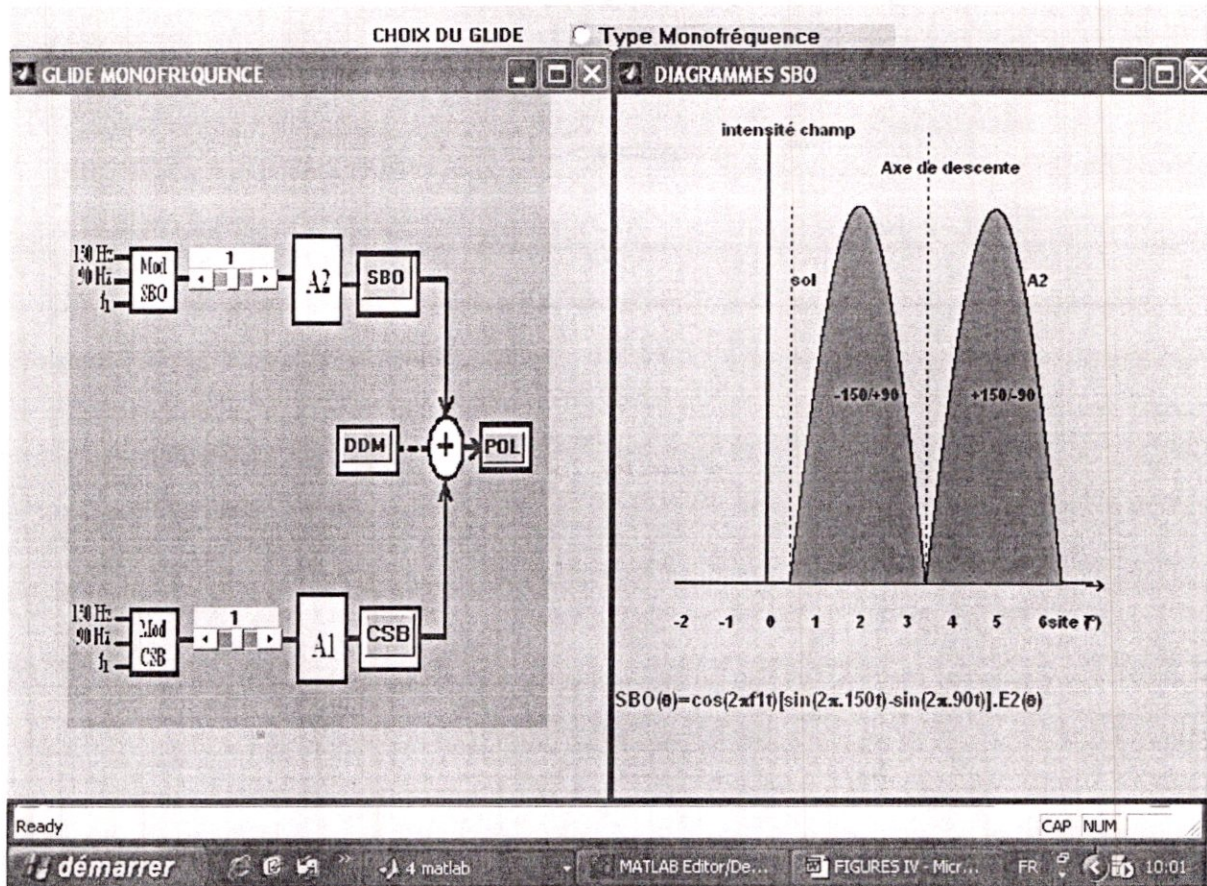 CHOIX DU GLIDE Type Monofréquence
GLIDE MONOFREQUENCE
150 Hz
90 Hz
f1
Mod
SBO
1
A2
SBO
DDM
+
POL
150 Hz
90 Hz
f1
Mod
CSB
1
A1
CSB
DIAGRAMMES SBO
intensité champ
Axe de descente
sol
A2
-150/+90
+150/-90
-2 -1 0 1 2 3 4 5 6site (°)
SBO(θ)=cos(2πf1t)[sin(2π.150t)-sin(2π.90t)].E2(θ)
Ready
CAP NUM
démarrer
»
4 matlab
MATLAB Editor/De...
FIGURES IV - Micr...
FR
10:01